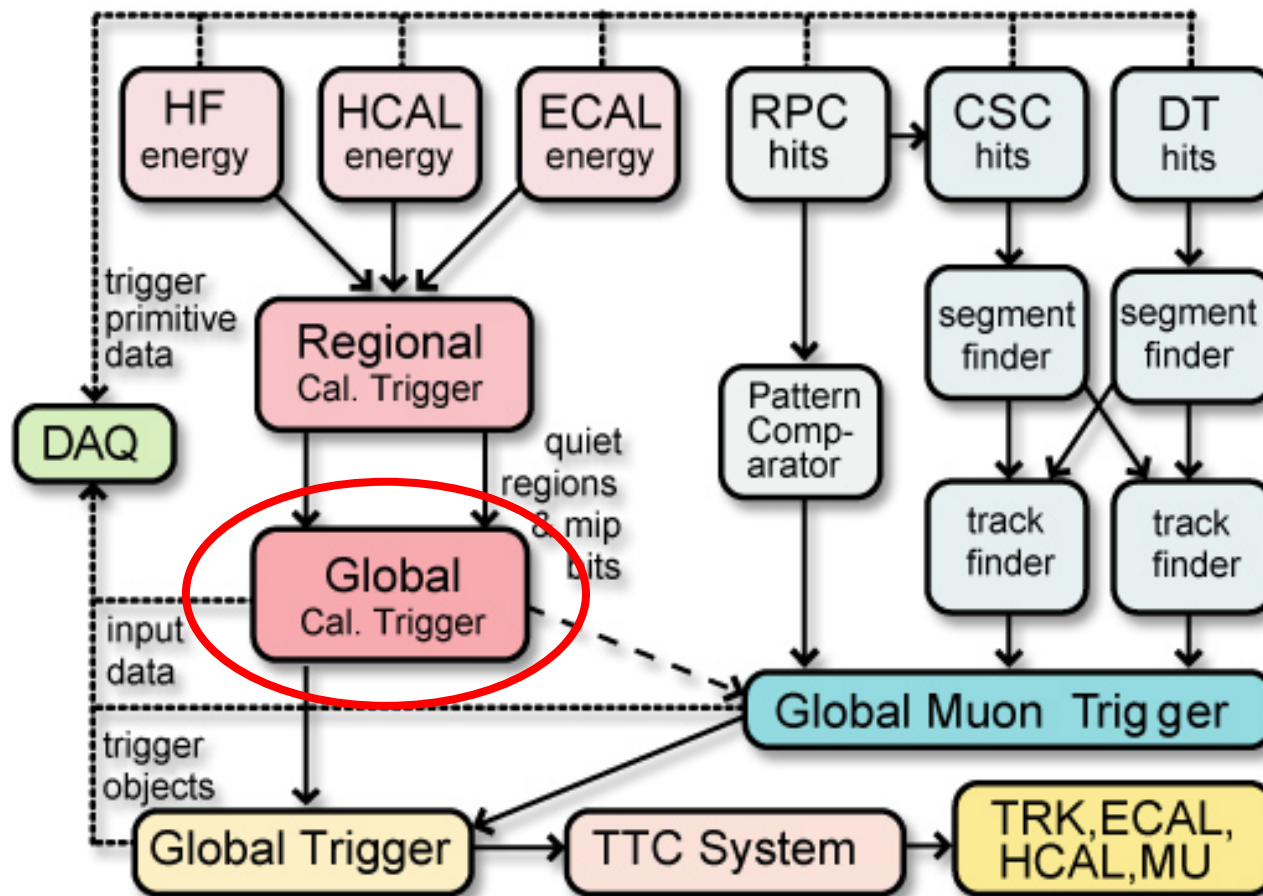 HF
energy
HCAL
energy
ECAL
energy
RPC
hits
CSC
hits
DT
hits
trigger
primitive
data
Regional
Cal. Trigger
segment
finder
segment
finder
Pattern
Comp-
arator
DAQ
quiet
regions
& mip
bits
Global
Cal. Trigger
track
finder
track
finder
input
data
Global Muon Trigger
trigger
objects
Global Trigger
TTC System
TRK,ECAL,
HCAL,MU